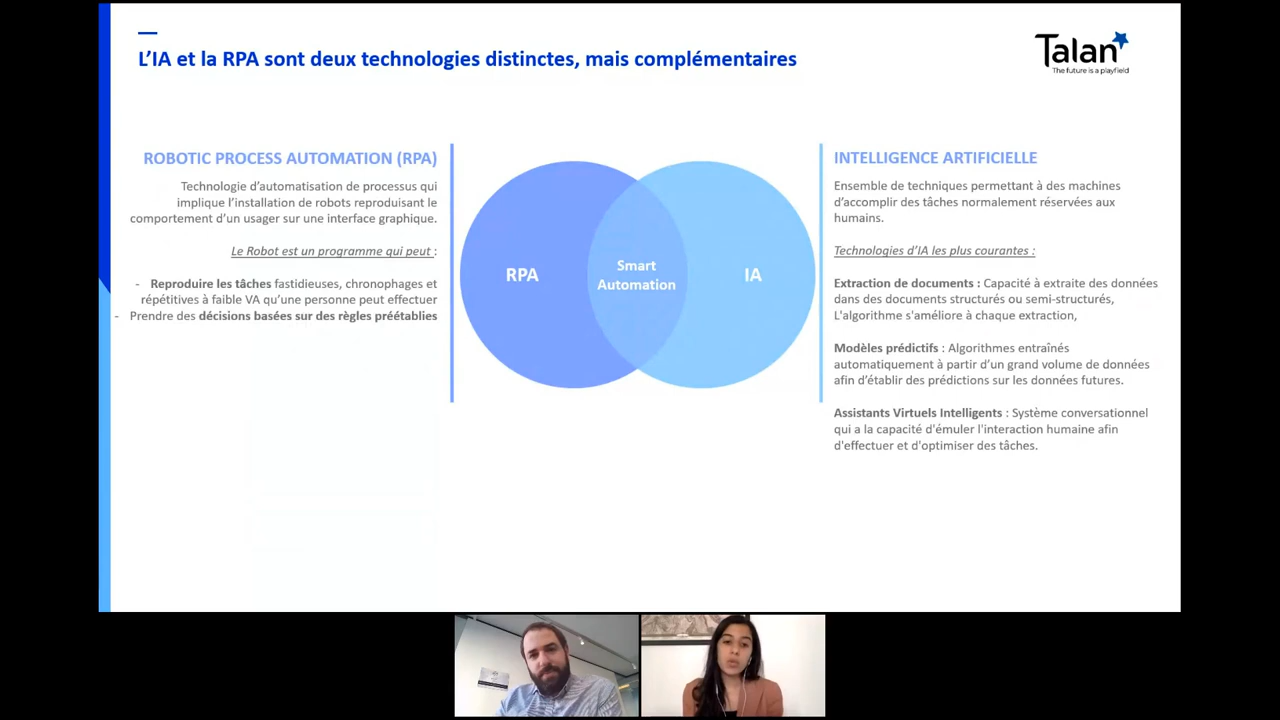 L'IA et la RPA sont deux technologies distinctes, mais complémentaires
Talan
The future is a playfield
ROBOTIC PROCESS AUTOMATION (RPA)
Technologie d'automatisation de processus qui
implique l'installation de robots reproduisant le
comportement d'un usager sur une interface graphique.
Le Robot est un programme qui peut :
- Reproduire les tâches fastidieuses, chronophages et
répétitives à faible VA qu'une personne peut effectuer
- Prendre des décisions basées sur des règles préétablies
RPA
Smart
Automation
IA
INTELLIGENCE ARTIFICIELLE
Ensemble de techniques permettant à des machines
d'accomplir des tâches normalement réservées aux
humains.
Technologies d'IA les plus courantes :
Extraction de documents : Capacité à extraite des données
dans des documents structurés ou semi-structurés,
L'algorithme s'améliore à chaque extraction,
Modèles prédictifs : Algorithmes entraînés
automatiquement à partir d'un grand volume de données
afin d'établir des prédictions sur les données futures.
Assistants Virtuels Intelligents : Système conversationnel
qui a la capacité d'émuler l'interaction humaine afin
d'effectuer et d'optimiser des tâches.